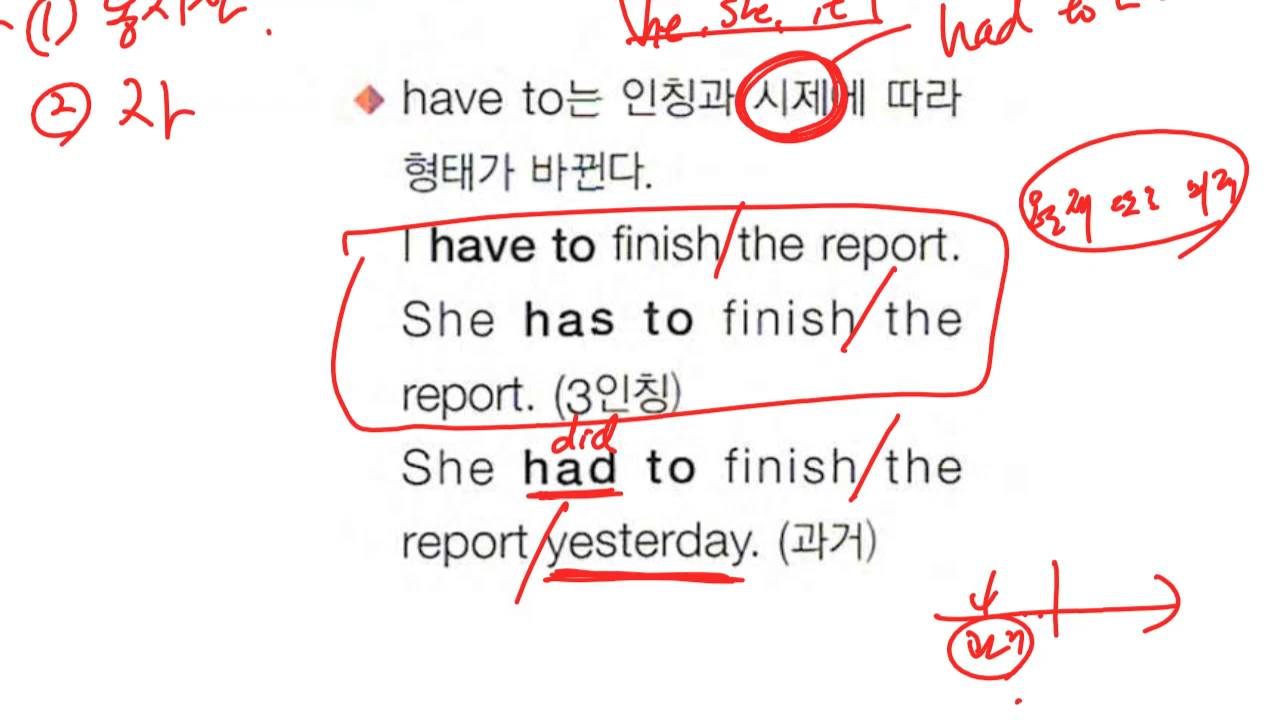 (1) 동사
he, she, it
had to
② 자
have to는 인칭과 시제에 따라
형태가 바뀐다.
I have to finish the report.
She has to finish the
report. (3인칭)
did
She had to finish the
report yesterday. (과거)
과거